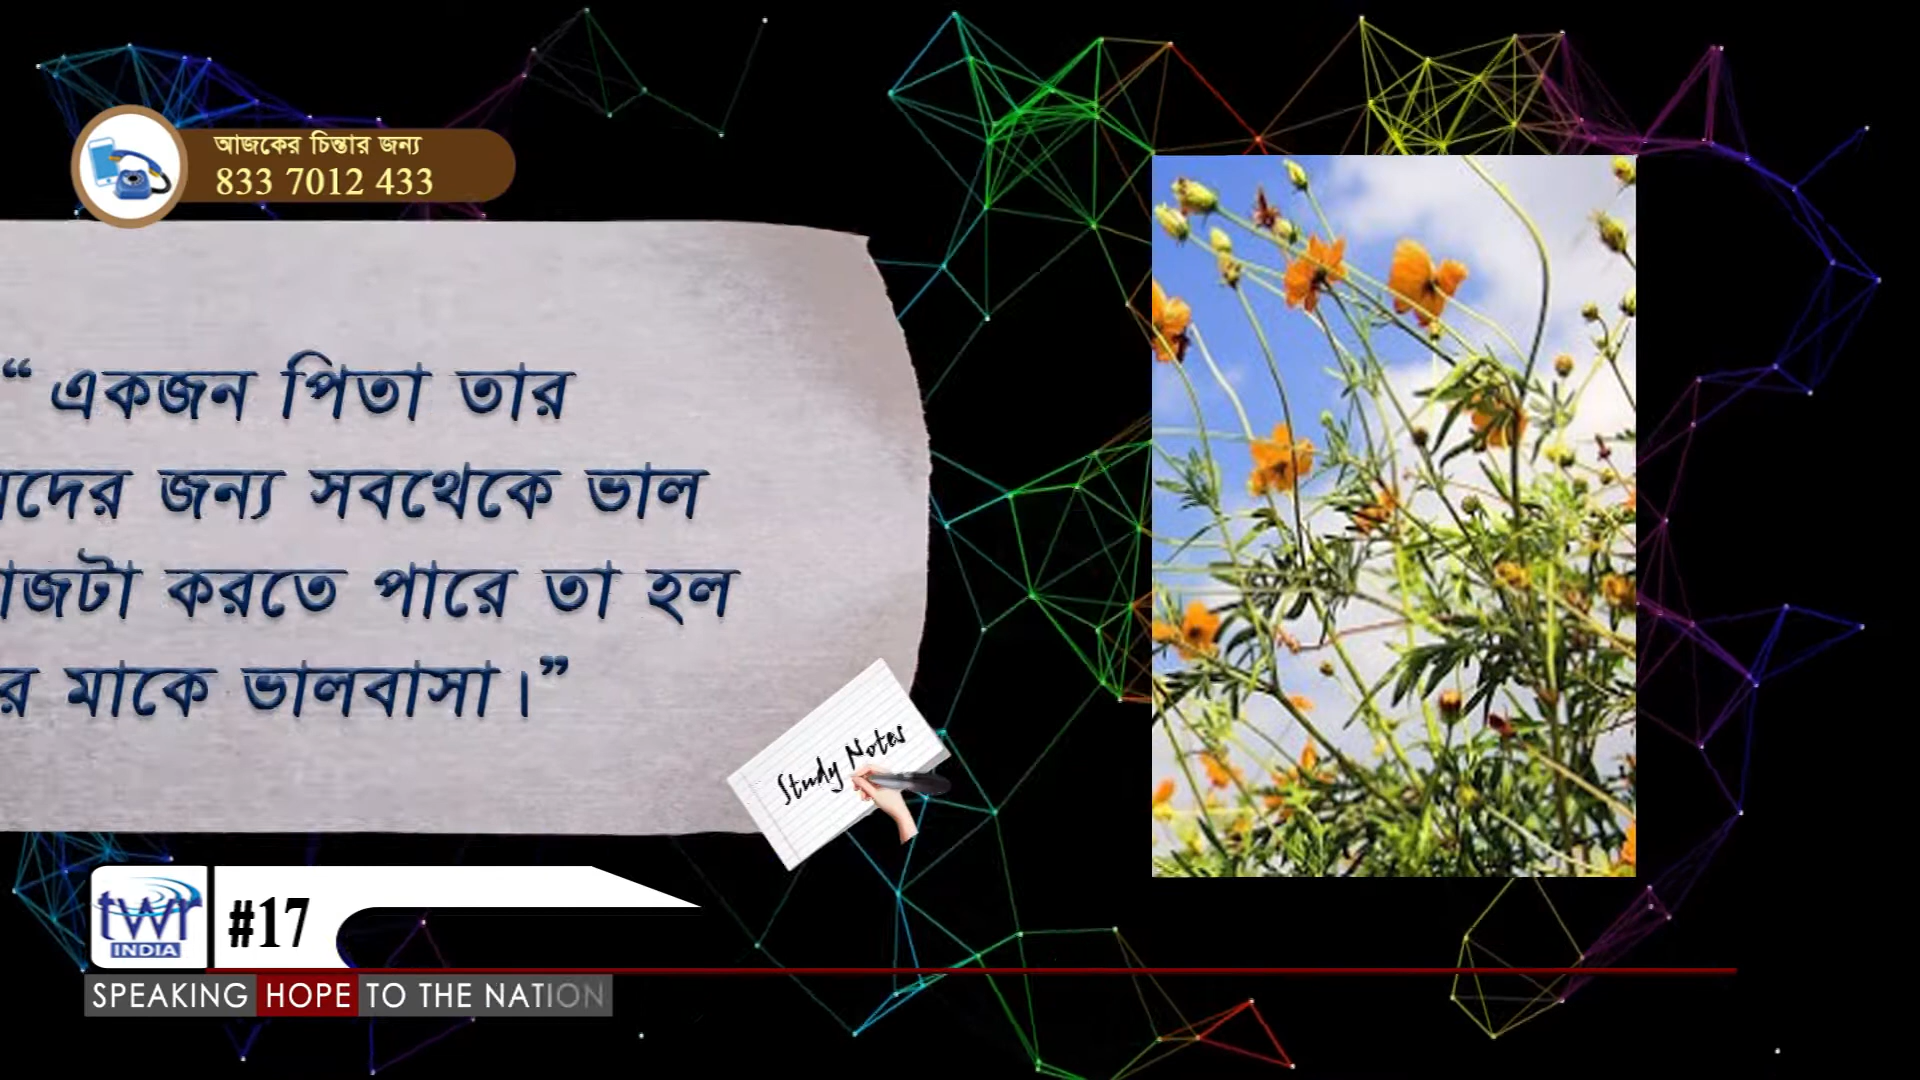 আজকের চিন্তার জন্য
833 7012 433
“ একজন পিতা তার
জন্য সবথেকে ভাল
করতে পারে তা হল
মাকে ভালবাসা।”
Study Notes
twr
INDIA
#17
SPEAKING HOPE TO THE NATION